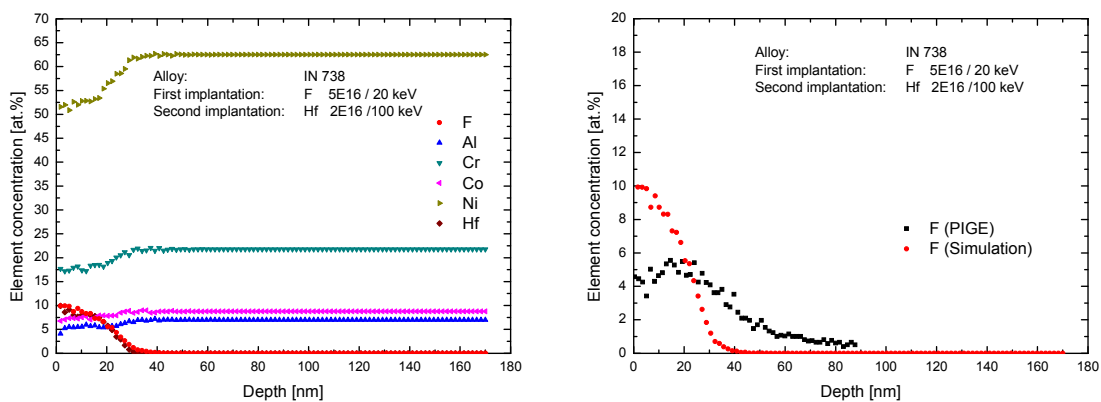 70
65
60
55
50
45
40
35
30
25
20
15
10
5
0
Element concentration [at.%]
Alloy: IN 738
First implantation: F 5E16 / 20 keV
Second implantation: Hf 2E16 /100 keV
F
Al
Cr
Co
Ni
Hf
0 20 40 60 80 100 120 140 160 180
Depth [nm]
20
18
16
14
12
10
8
6
4
2
0
Element concentration [at.%]
Alloy: IN 738
First implantation: F 5E16 / 20 keV
Second implantation: Hf 2E16 /100 keV
F (PIGE)
F (Simulation)
0 20 40 60 80 100 120 140 160 180
Depth [nm]